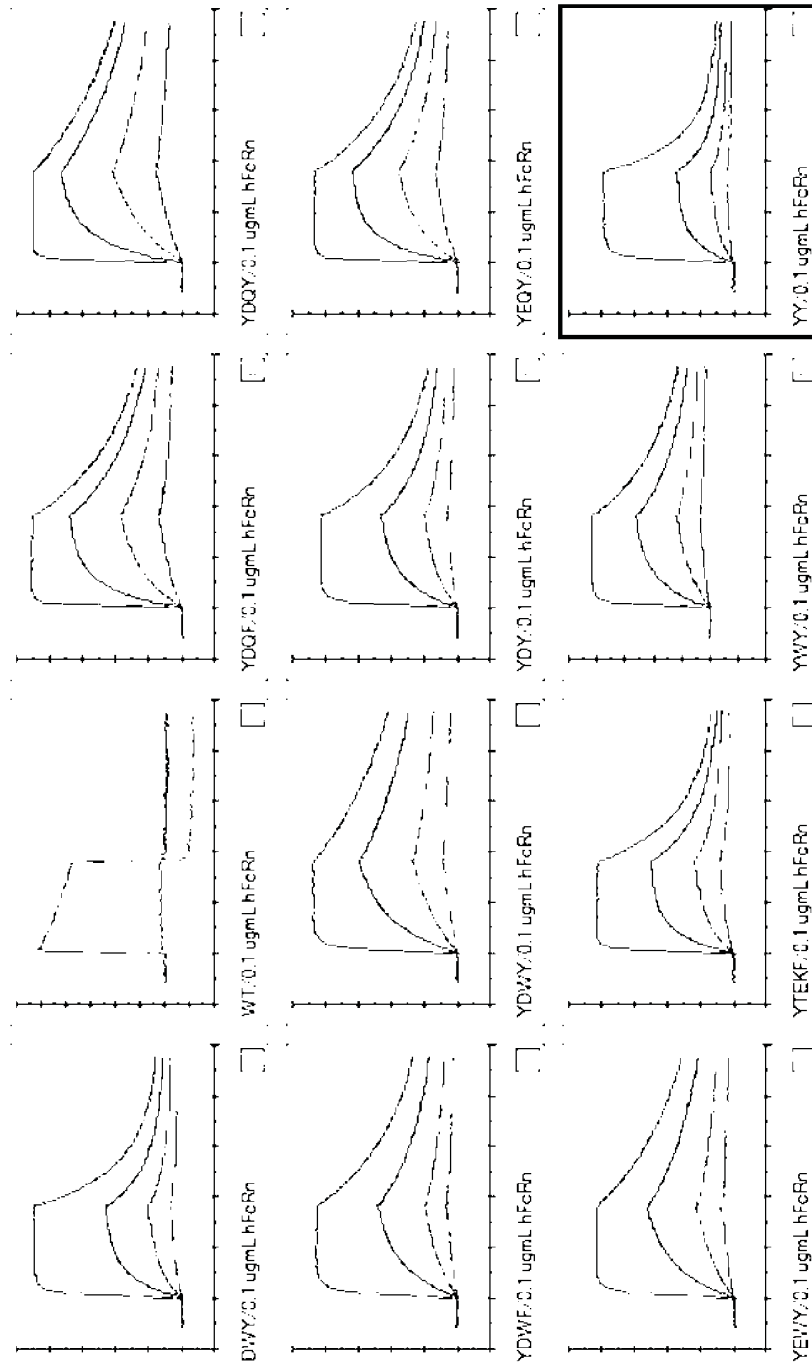 YDQY/0.1 ugmL hFcRn
YEQY/0.1 ugmL hFcRn
YY/0.1 ugmL hFcRn
YDQF/0.1 ugmL hFcRn
YDY/0.1 ugmL hFcRn
YWY/0.1 ugmL hFcRn
WT/0.1 ugmL hFcRn
YDWY/0.1 ugmL hFcRn
YTEKF/0.1 ugmL hFcRn
DWY/0.1 ugmL hFcRn
YDWF/0.1 ugmL hFcRn
YEWY/0.1 ugmL hFcRn